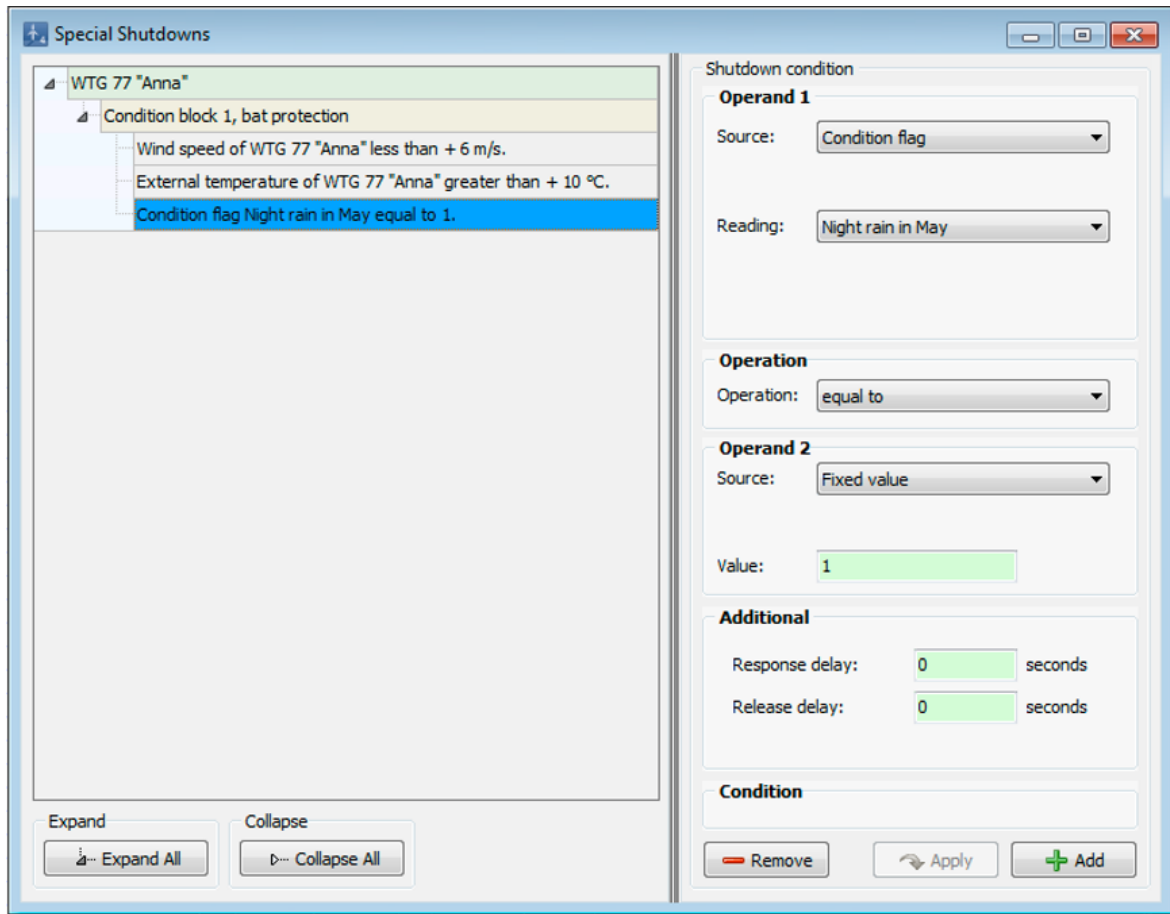 Special Shutdowns
WTG 77 "Anna"
Condition block 1, bat protection
Wind speed of WTG 77 "Anna" less than + 6 m/s.
External temperature of WTG 77 "Anna" greater than + 10 °C.
Condition flag Night rain in May equal to 1.
Expand
Expand All
Collapse
Collapse All
Shutdown condition
Operand 1
Source: Condition flag
Reading: Night rain in May
Operation
Operation: equal to
Operand 2
Source: Fixed value
Value: 1
Additional
Response delay: 0 seconds
Release delay: 0 seconds
Condition
Remove Apply Add